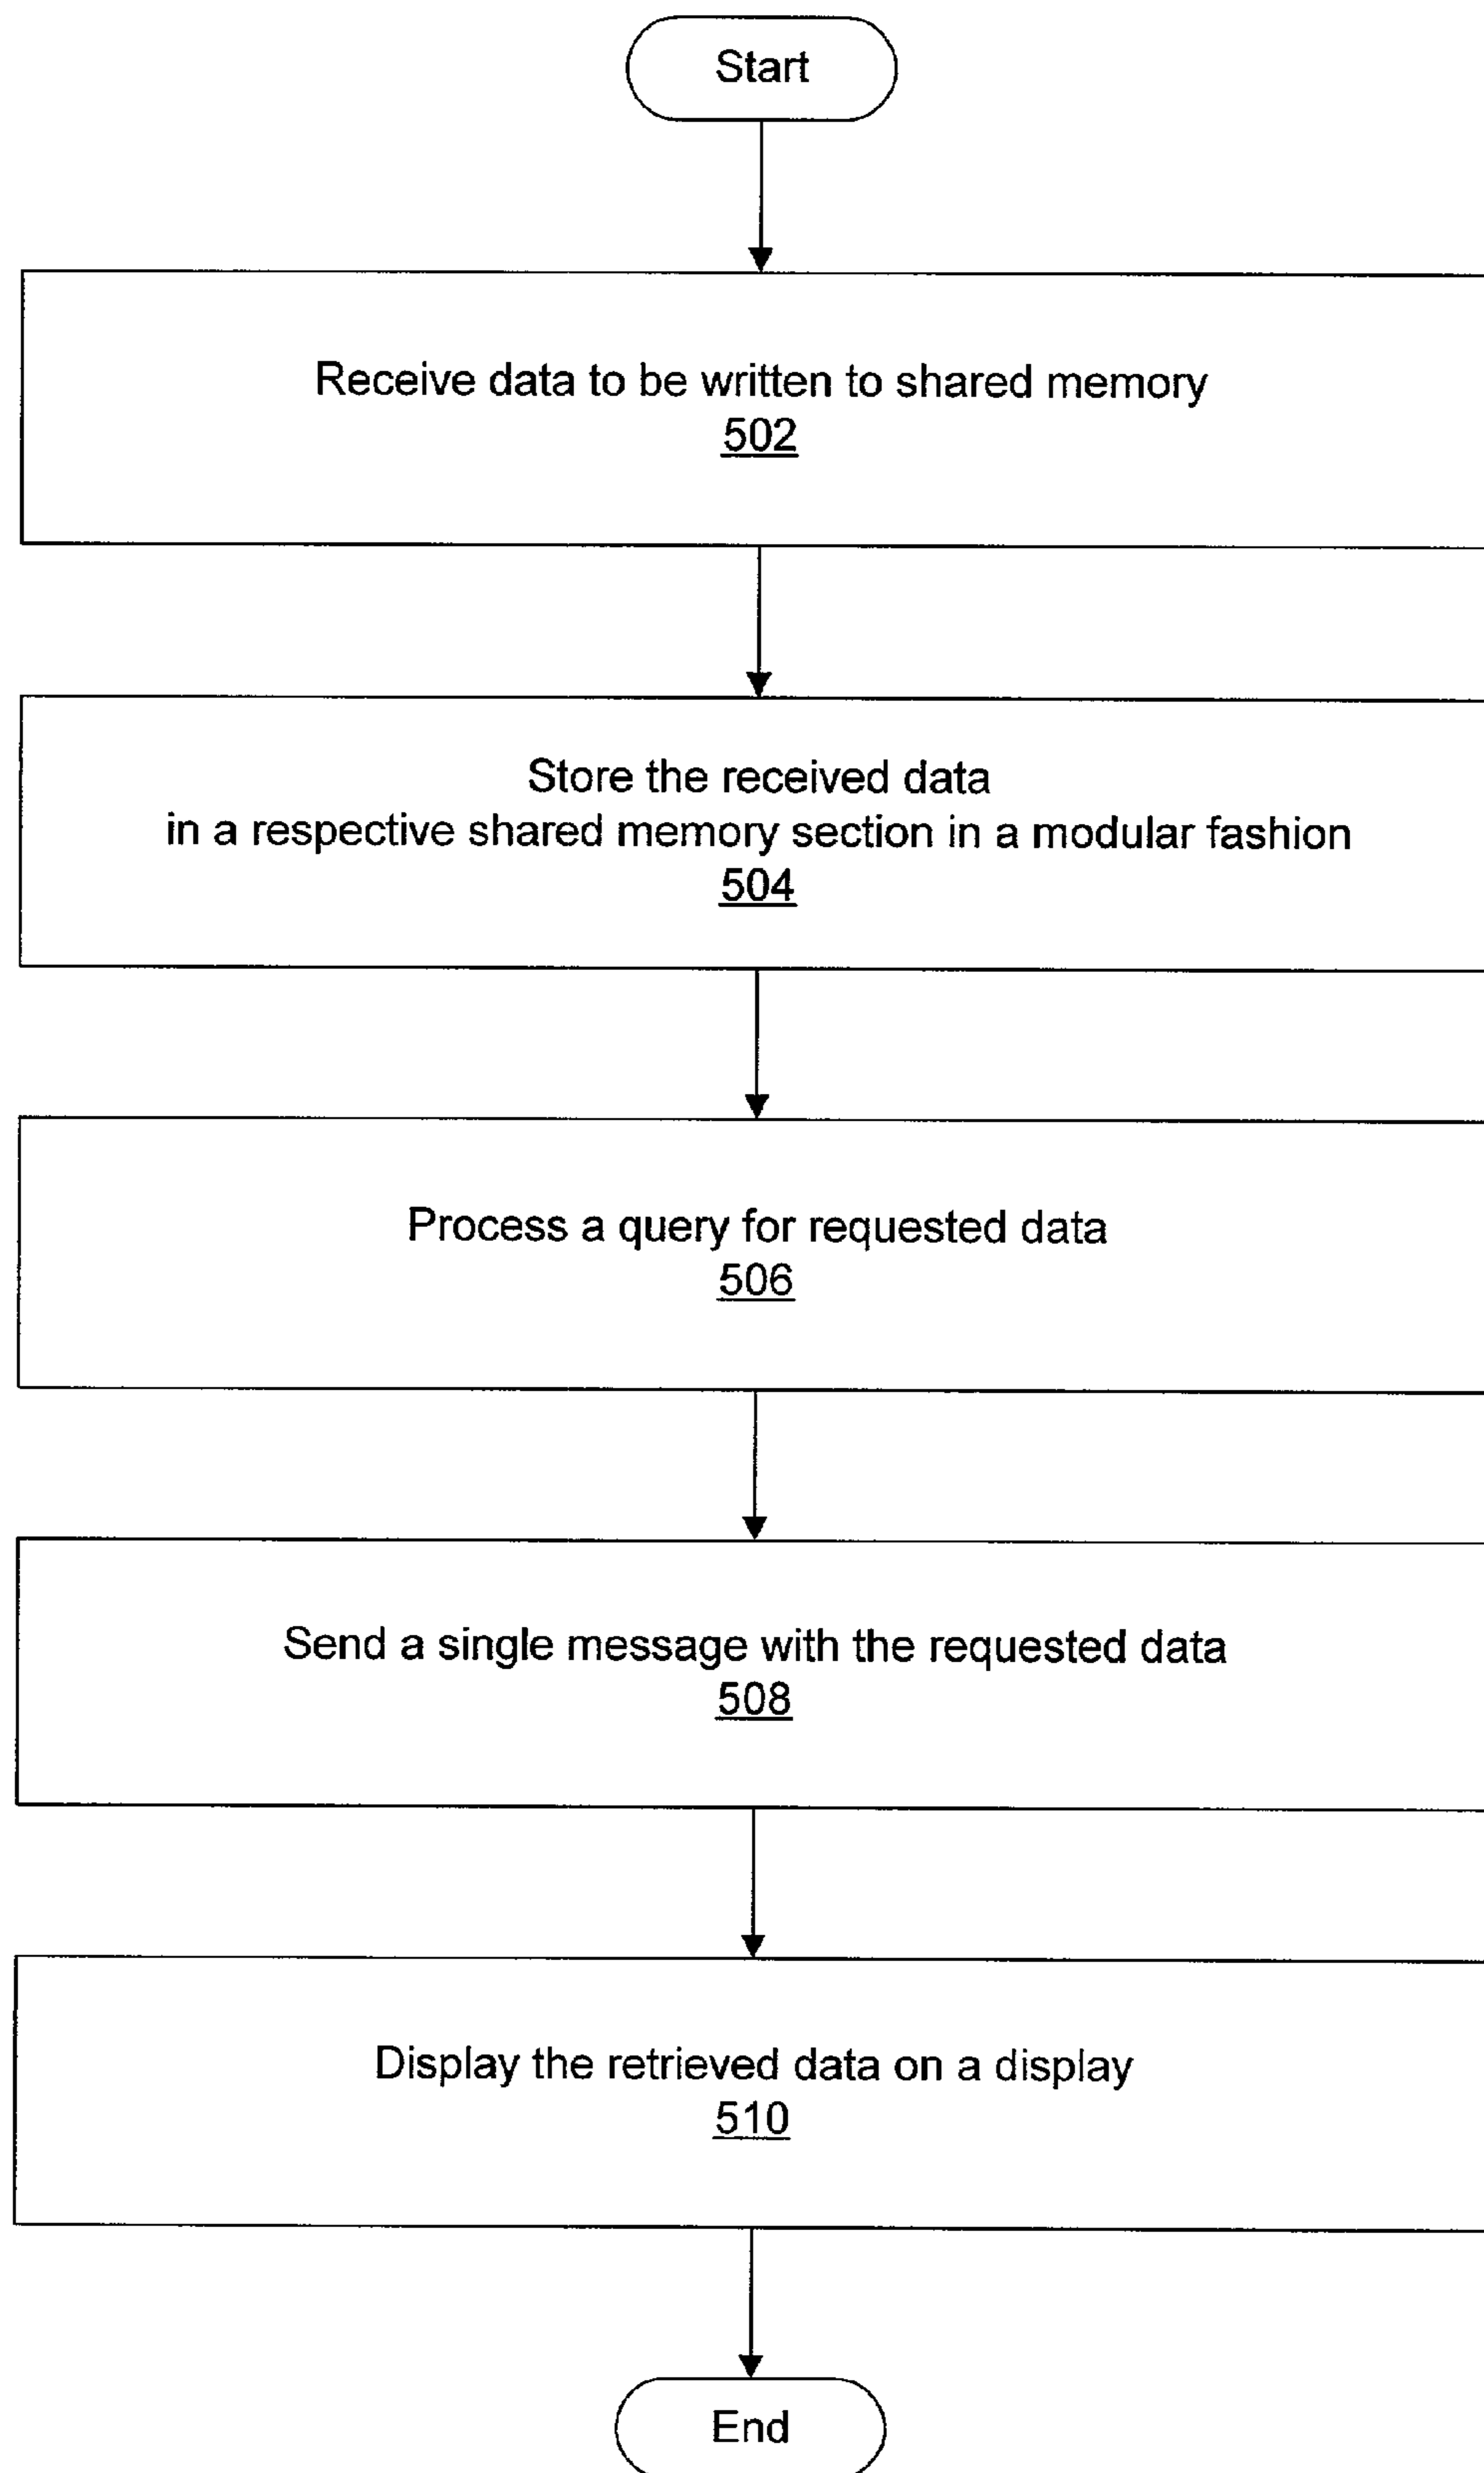 Start
Receive data to be written to shared memory
502
Store the received data
in a respective shared memory section in a modular fashion
504
Process a query for requested data
506
Send a single message with the requested data
508
Display the retrieved data on a display
510
End